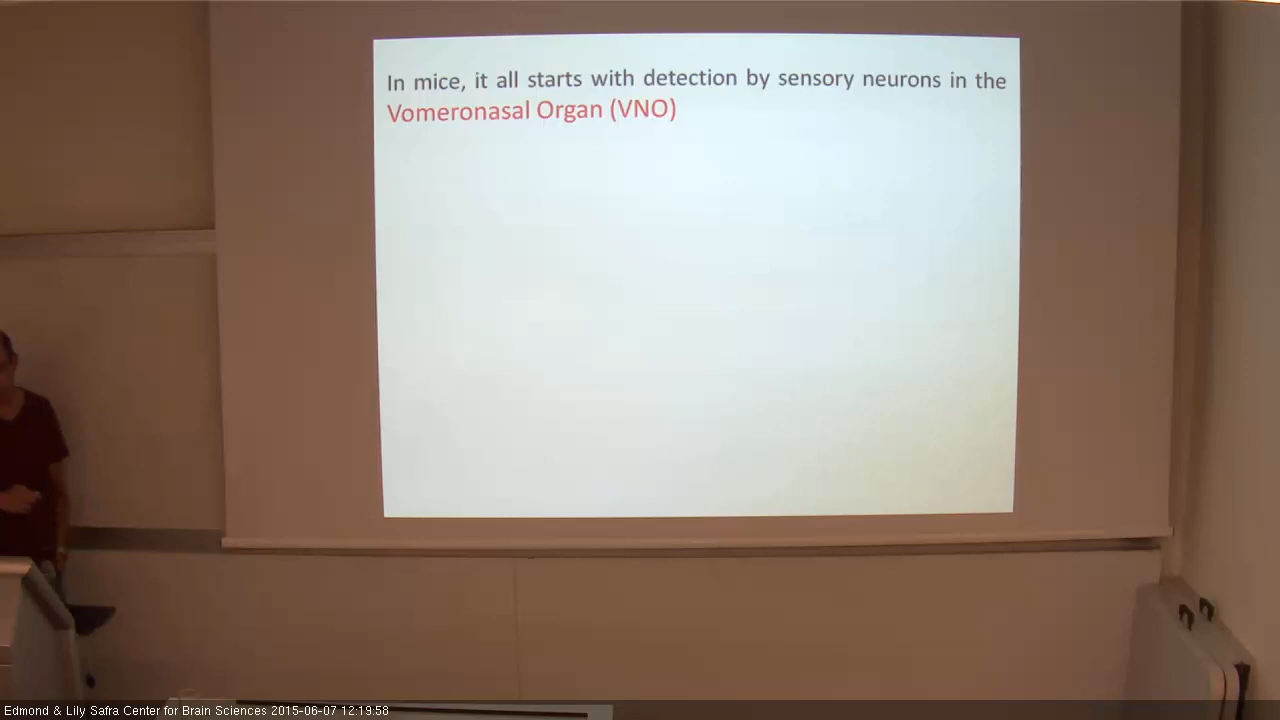 In mice, it all starts with detection by sensory neurons in the
Vomeronasal Organ (VNO)
Edmond & Lily Safra Center for Brain Sciences 2015-06-07 12:19:58